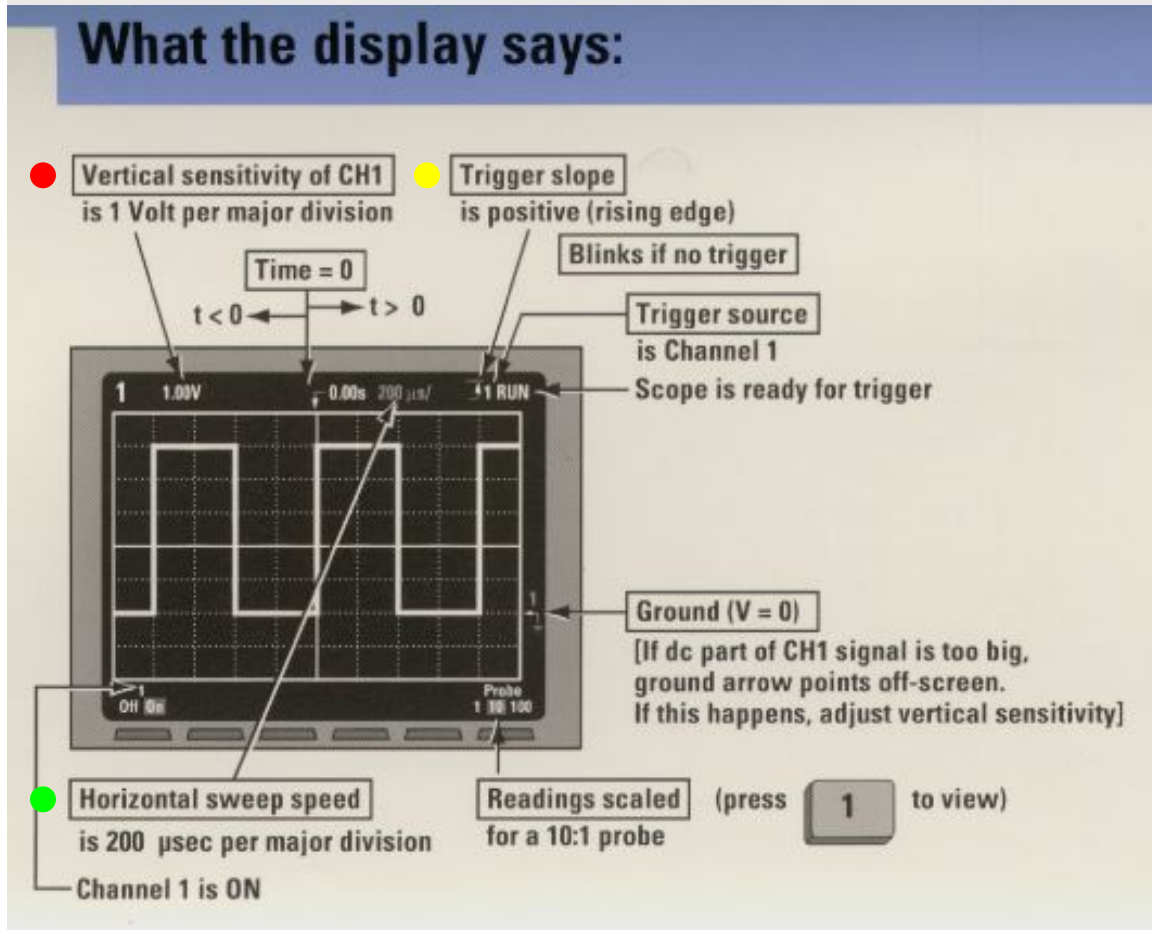 What the display says:
Vertical sensitivity of CH1
is 1 Volt per major division
Trigger slope
is positive (rising edge)
Blinks if no trigger
Time = 0
t < 0
t > 0
Trigger source
is Channel 1
Scope is ready for trigger
1 1.00V 0.00s 200 µs/ 1 RUN
1
Ground (V = 0)
[If dc part of CH1 signal is too big,
ground arrow points off-screen.
If this happens, adjust vertical sensitivity]
1
Off On
Probe
1 10 100
Horizontal sweep speed
is 200 µsec per major division
Channel 1 is ON
Readings scaled
for a 10:1 probe
(press 1 to view)